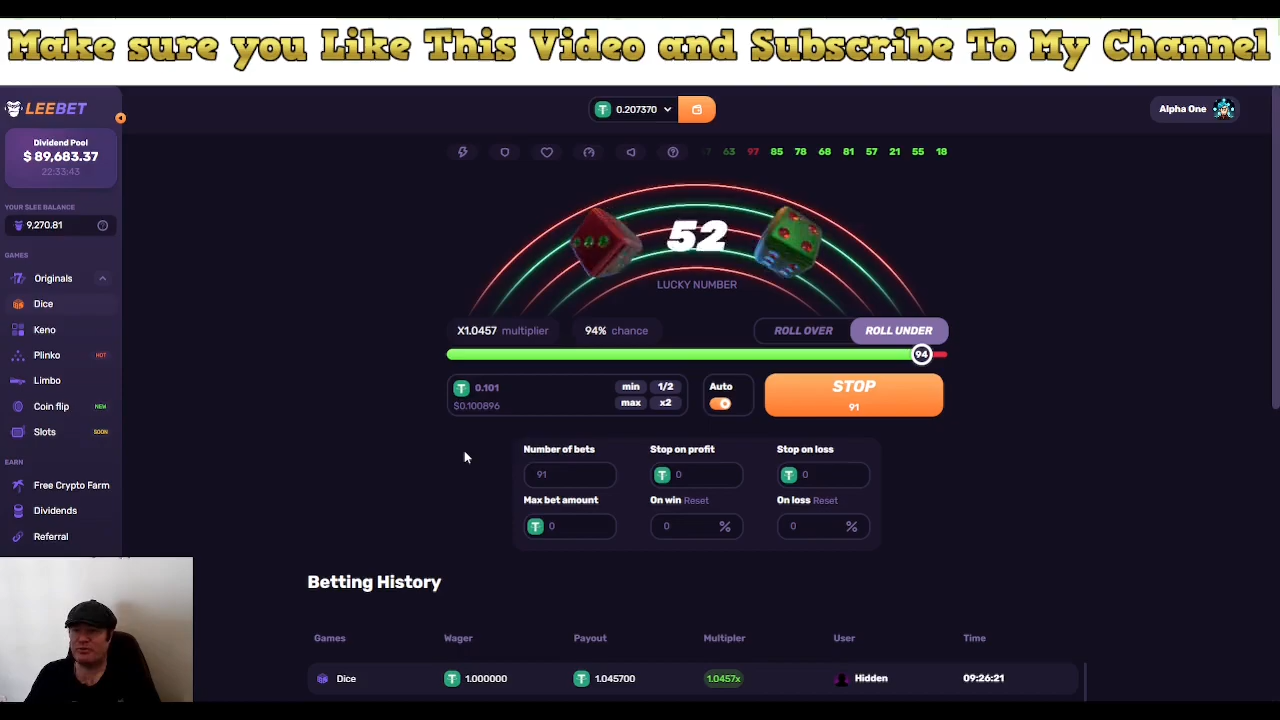 Make sure you Like This Video and Subscribe To My Channel
LEEBET
0.207370
Alpha One
Dividend Pool
$ 89,683.37
22:33:43
63 97 85 78 68 81 57 21 55 18
YOUR $LEE BALANCE
9,270.81
52
LUCKY NUMBER
GAMES
Originals
Dice
Keno
Plinko HOT
Limbo
Coin flip NEW
Slots SOON
EARN
Free Crypto Farm
Dividends
Referral
X1.0457 multiplier
94% chance
ROLL OVER
ROLL UNDER
94
0.101
$0.100896
min 1/2
max x2
Auto
STOP
91
Number of bets
Stop on profit
Stop on loss
91
0
0
Max bet amount
On win Reset
On loss Reset
0
0 %
0 %
Betting History
Games Wager Payout Multipler User Time
Dice 1.000000 1.045700 1.0457x Hidden 09:26:21